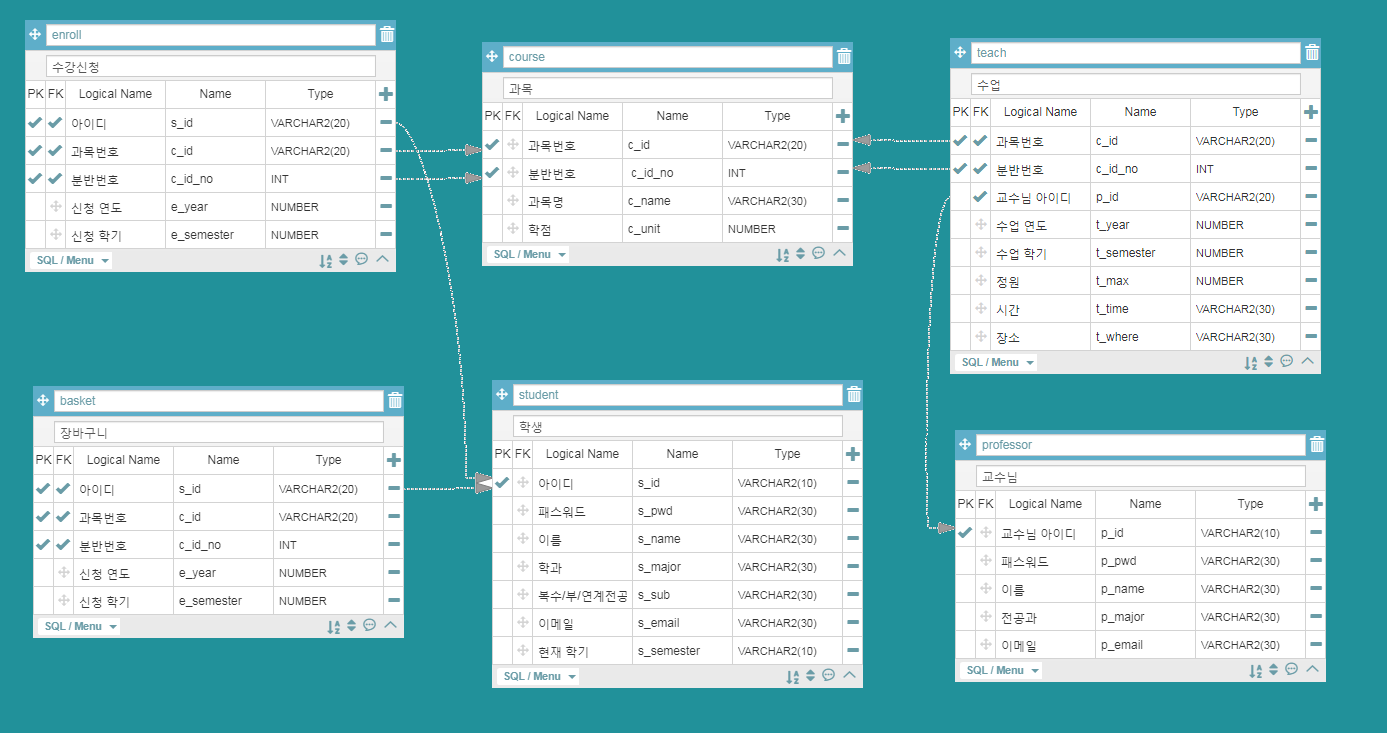 enroll
수강신청
PK FK Logical Name Name Type
아이디 s_id VARCHAR2(20)
과목번호 c_id VARCHAR2(20)
분반번호 c_id_no INT
신청 연도 e_year NUMBER
신청 학기 e_semester NUMBER
SQL / Menu
course
과목
PK FK Logical Name Name Type
과목번호 c_id VARCHAR2(20)
분반번호 c_id_no INT
과목명 c_name VARCHAR2(30)
학점 c_unit NUMBER
SQL / Menu
teach
수업
PK FK Logical Name Name Type
과목번호 c_id VARCHAR2(20)
분반번호 c_id_no INT
교수님 아이디 p_id VARCHAR2(20)
수업 연도 t_year NUMBER
수업 학기 t_semester NUMBER
정원 t_max NUMBER
시간 t_time VARCHAR2(30)
장소 t_where VARCHAR2(30)
SQL / Menu
basket
장바구니
PK FK Logical Name Name Type
아이디 s_id VARCHAR2(20)
과목번호 c_id VARCHAR2(20)
분반번호 c_id_no INT
신청 연도 e_year NUMBER
신청 학기 e_semester NUMBER
SQL / Menu
student
학생
PK FK Logical Name Name Type
아이디 s_id VARCHAR2(10)
패스워드 s_pwd VARCHAR2(30)
이름 s_name VARCHAR2(30)
학과 s_major VARCHAR2(30)
복수/부/연계전공 s_sub VARCHAR2(30)
이메일 s_email VARCHAR2(30)
현재 학기 s_semester VARCHAR2(10)
SQL / Menu
professor
교수님
PK FK Logical Name Name Type
교수님 아이디 p_id VARCHAR2(10)
패스워드 p_pwd VARCHAR2(30)
이름 p_name VARCHAR2(30)
전공과 p_major VARCHAR2(30)
이메일 p_email VARCHAR2(30)
SQL / Menu